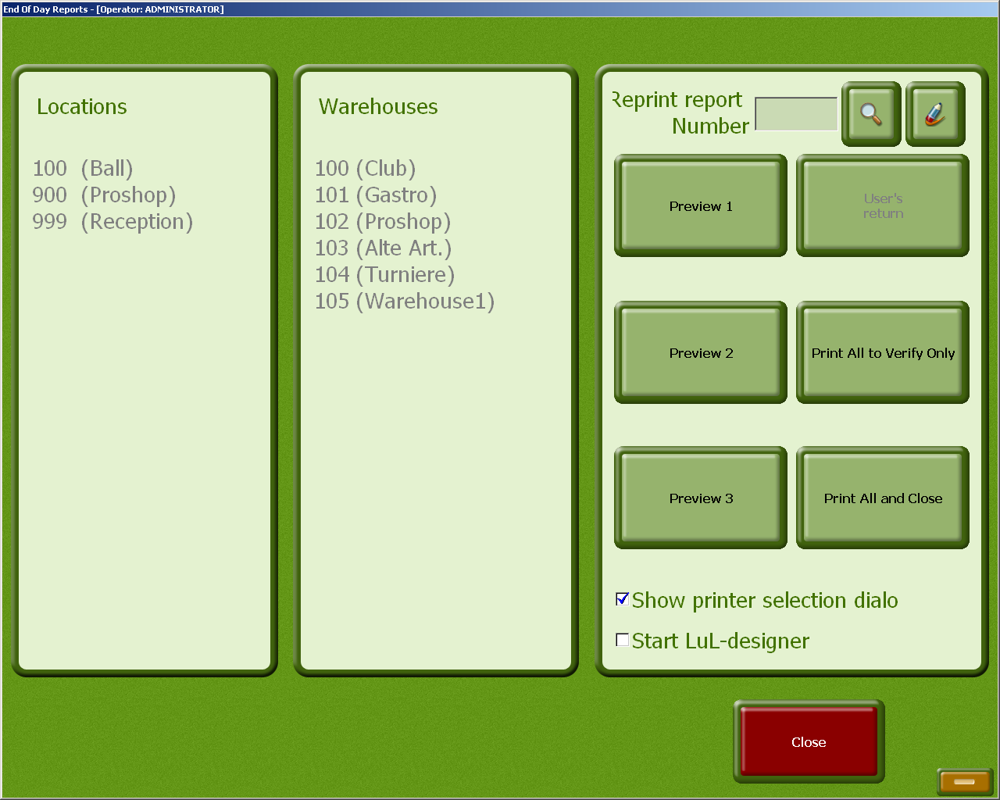 End Of Day Reports - [Operator: ADMINISTRATOR]
Locations
100 (Ball)
900 (Proshop)
999 (Reception)
Warehouses
100 (Club)
101 (Gastro)
102 (Proshop)
103 (Alte Art.)
104 (Turniere)
105 (Warehouse1)
Reprint report
Number
Preview 1
User's
return
Preview 2
Print All to Verify Only
Preview 3
Print All and Close
Show printer selection dialo
Start LuL-designer
Close